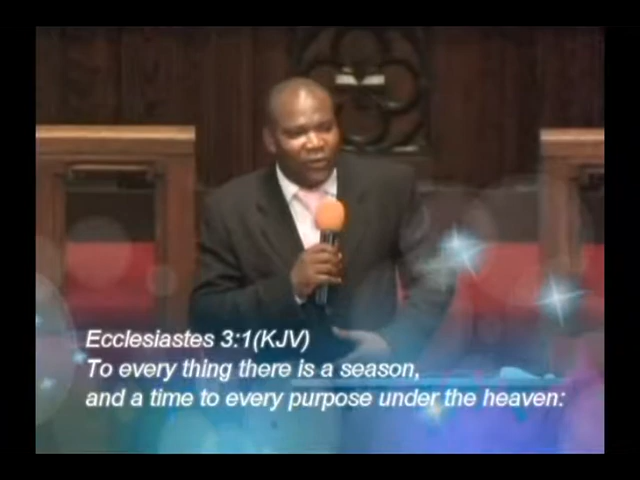 Ecclesiastes 3:1(KJV)
To every thing there is a season,
and a time to every purpose under the heaven: